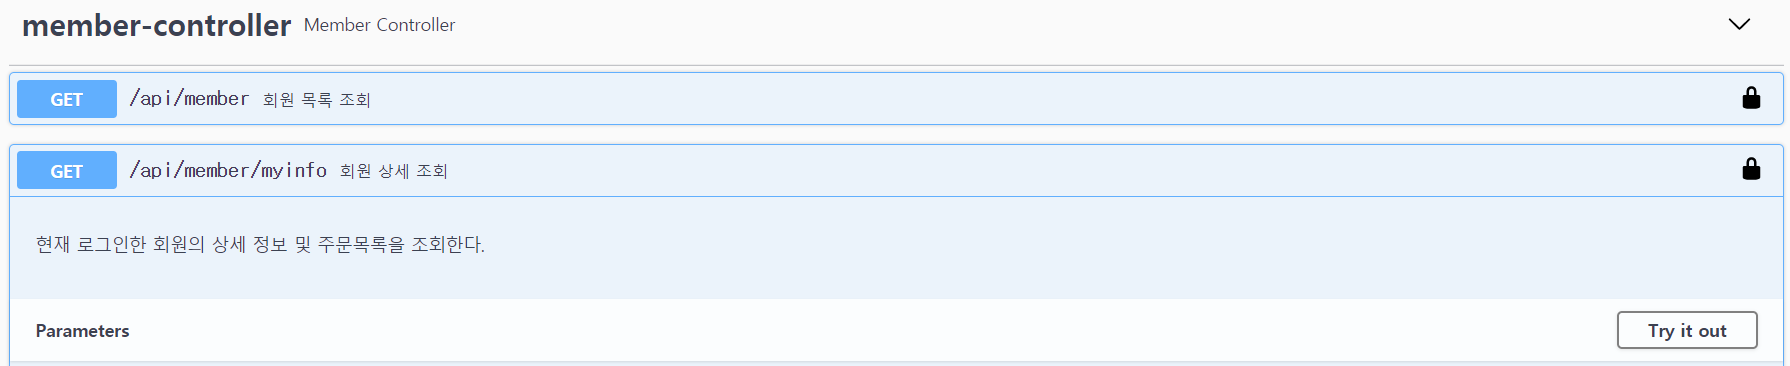 member-controller Member Controller
GET /api/member 회원 목록 조회
GET /api/member/myinfo 회원 상세 조회
현재 로그인한 회원의 상세 정보 및 주문목록을 조회한다.
Parameters Try it out